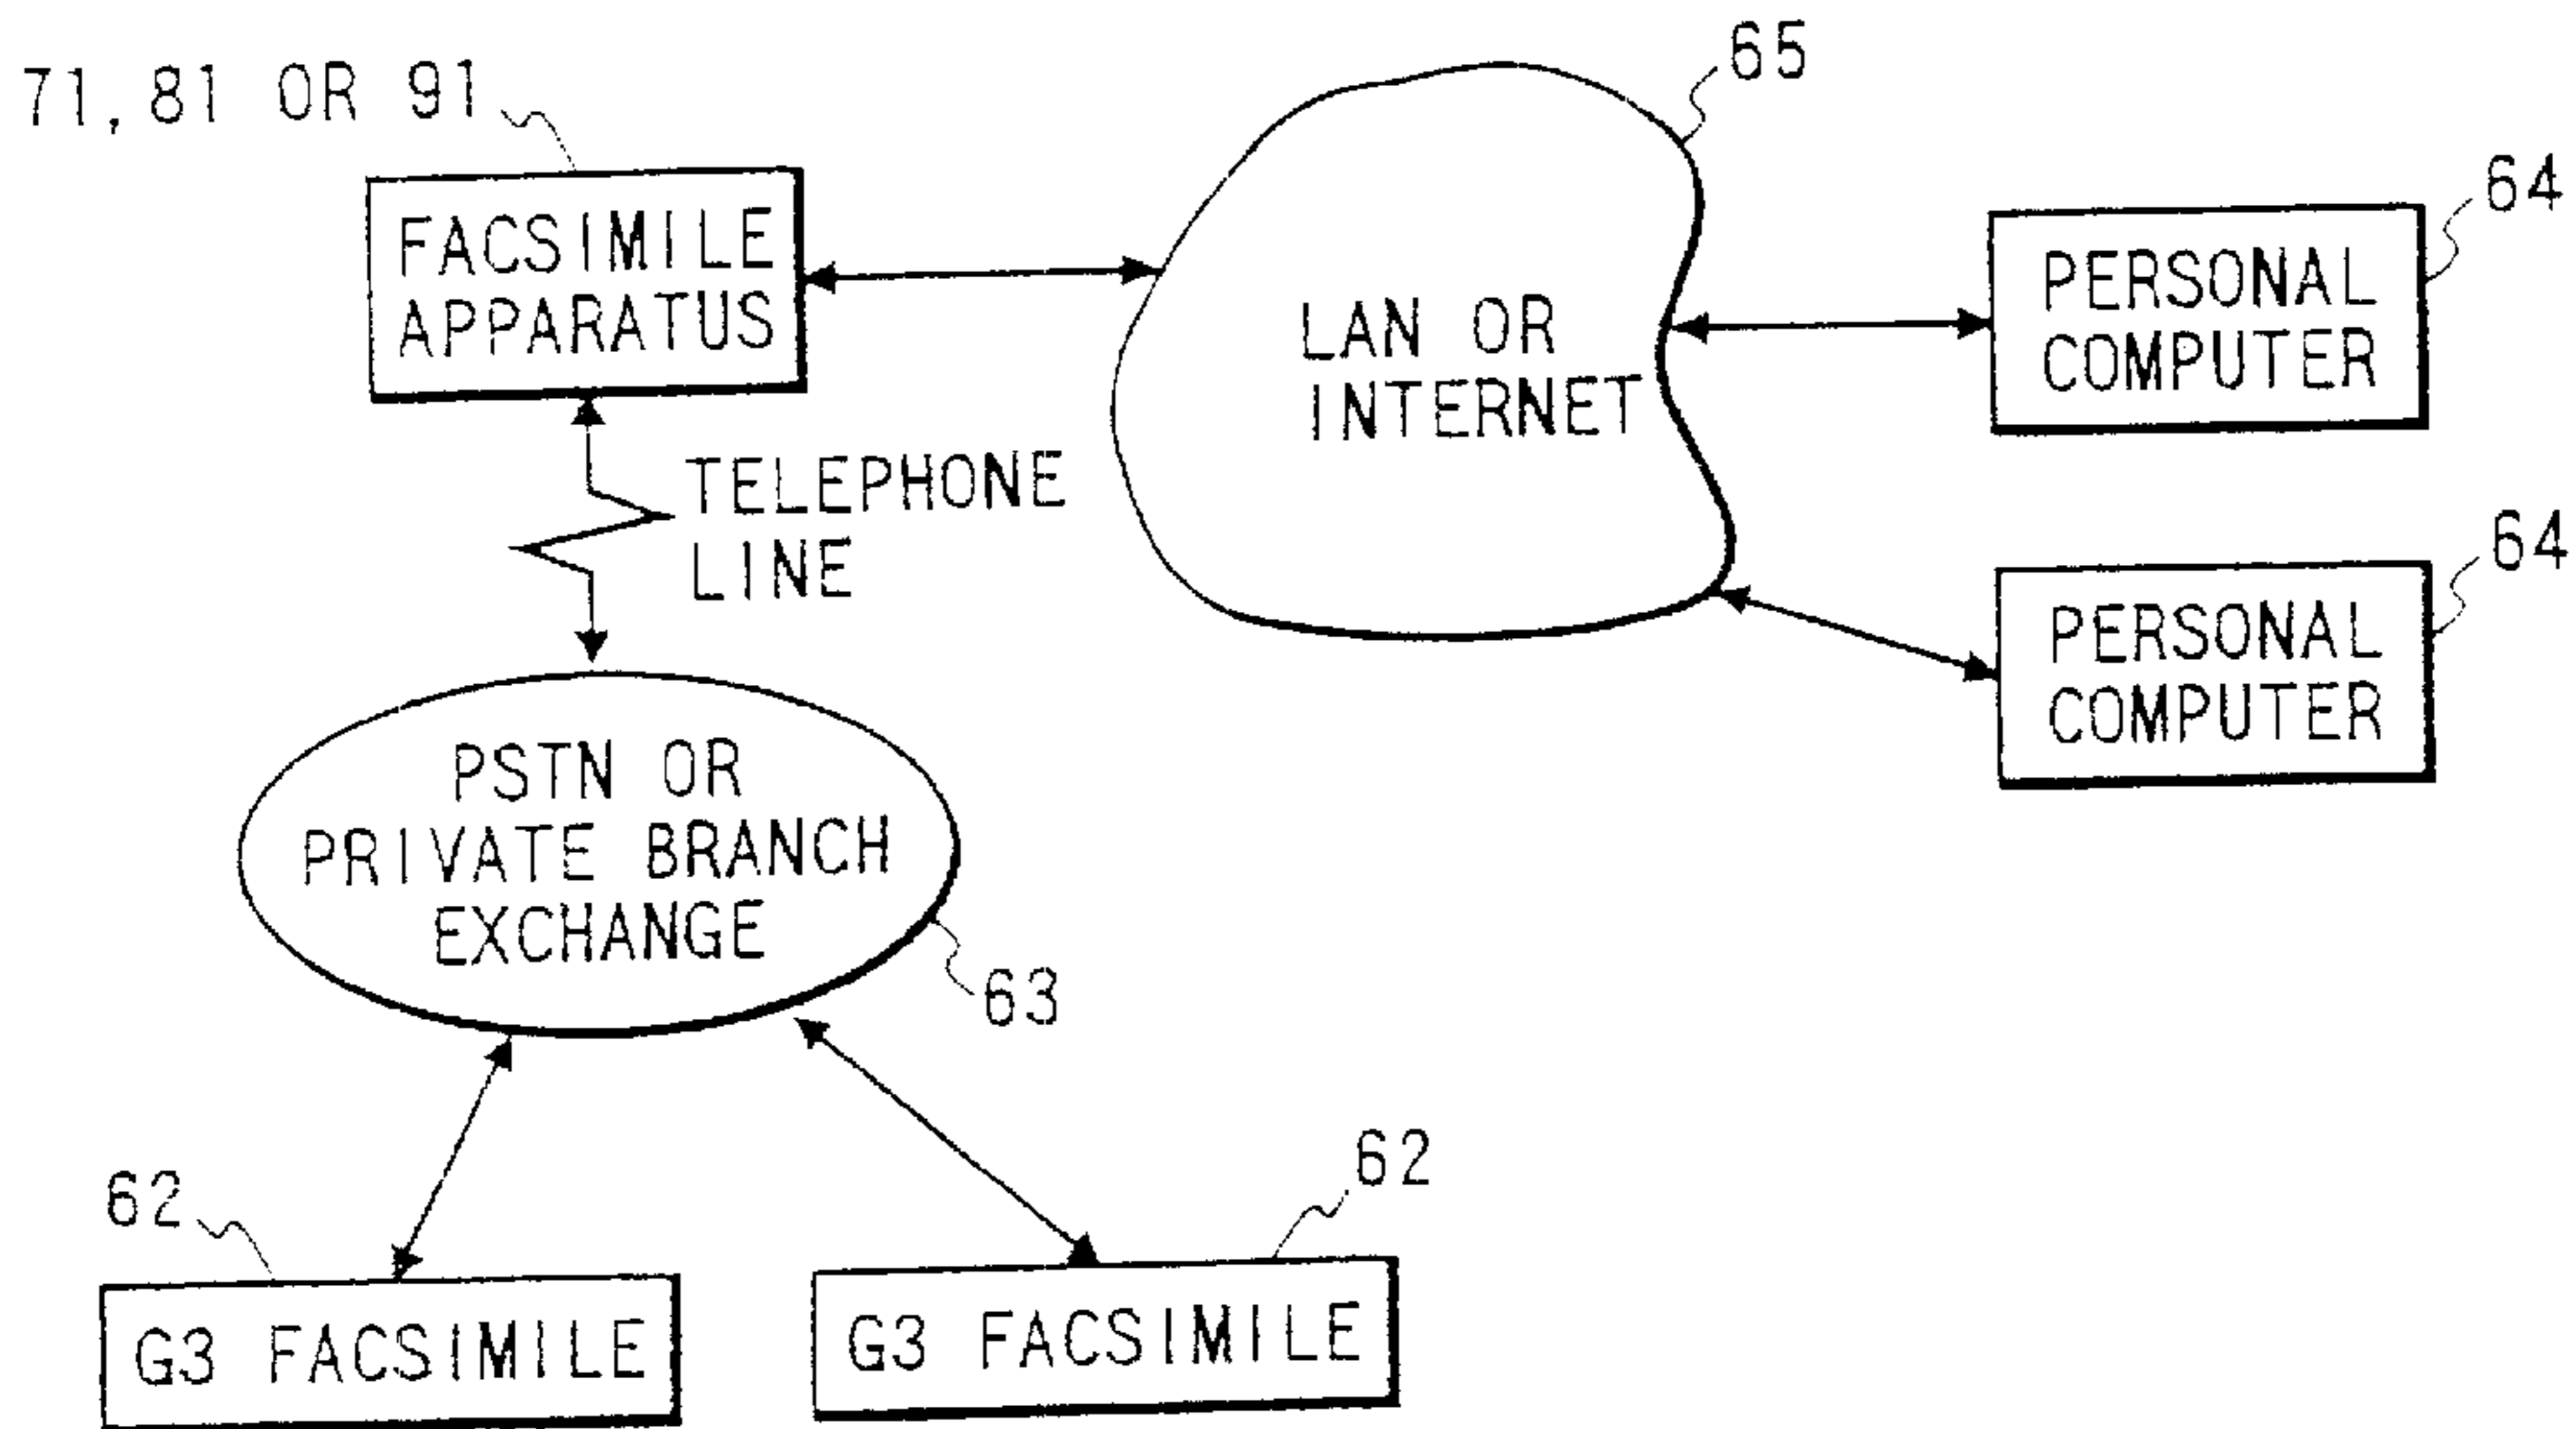 71, 81 OR 91
65
FACSIMILE
APPARATUS
LAN OR
INTERNET
64
PERSONAL
COMPUTER
TELEPHONE
LINE
64
PERSONAL
COMPUTER
PSTN OR
PRIVATE BRANCH
EXCHANGE
63
62
G3 FACSIMILE
62
G3 FACSIMILE